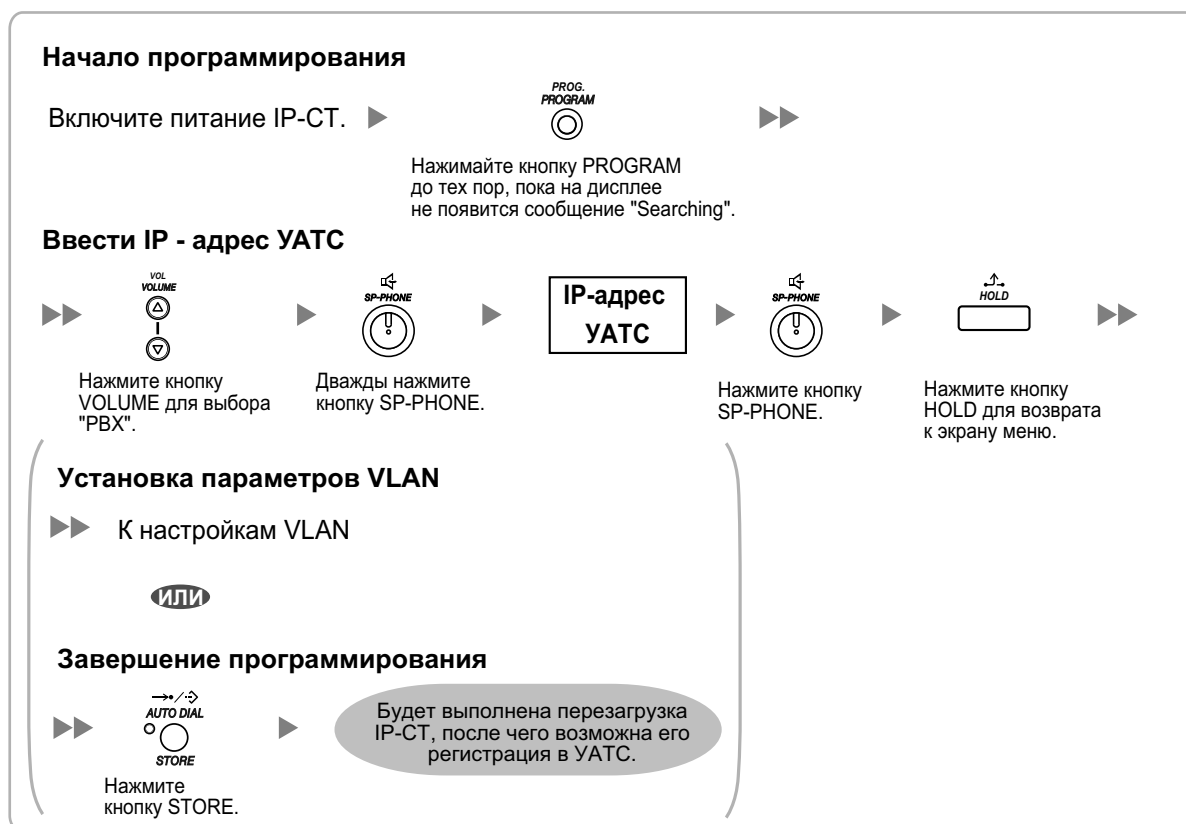 Начало программирования
Включите питание IP-СТ.
PROG.
PROGRAM
Нажимайте кнопку PROGRAM
до тех пор, пока на дисплее
не появится сообщение "Searching".
Ввести IP - адрес УАТС
VOL
VOLUME
Нажмите кнопку
VOLUME для выбора
"PBX".
SP-PHONE
Дважды нажмите
кнопку SP-PHONE.
IP-адрес
УАТС
SP-PHONE
Нажмите кнопку
SP-PHONE.
HOLD
Нажмите кнопку
HOLD для возврата
к экрану меню.
Установка параметров VLAN
К настройкам VLAN
ИЛИ
Завершение программирования
AUTO DIAL
STORE
Нажмите
кнопку STORE.
Будет выполнена перезагрузка
IP-СТ, после чего возможна его
регистрация в УАТС.